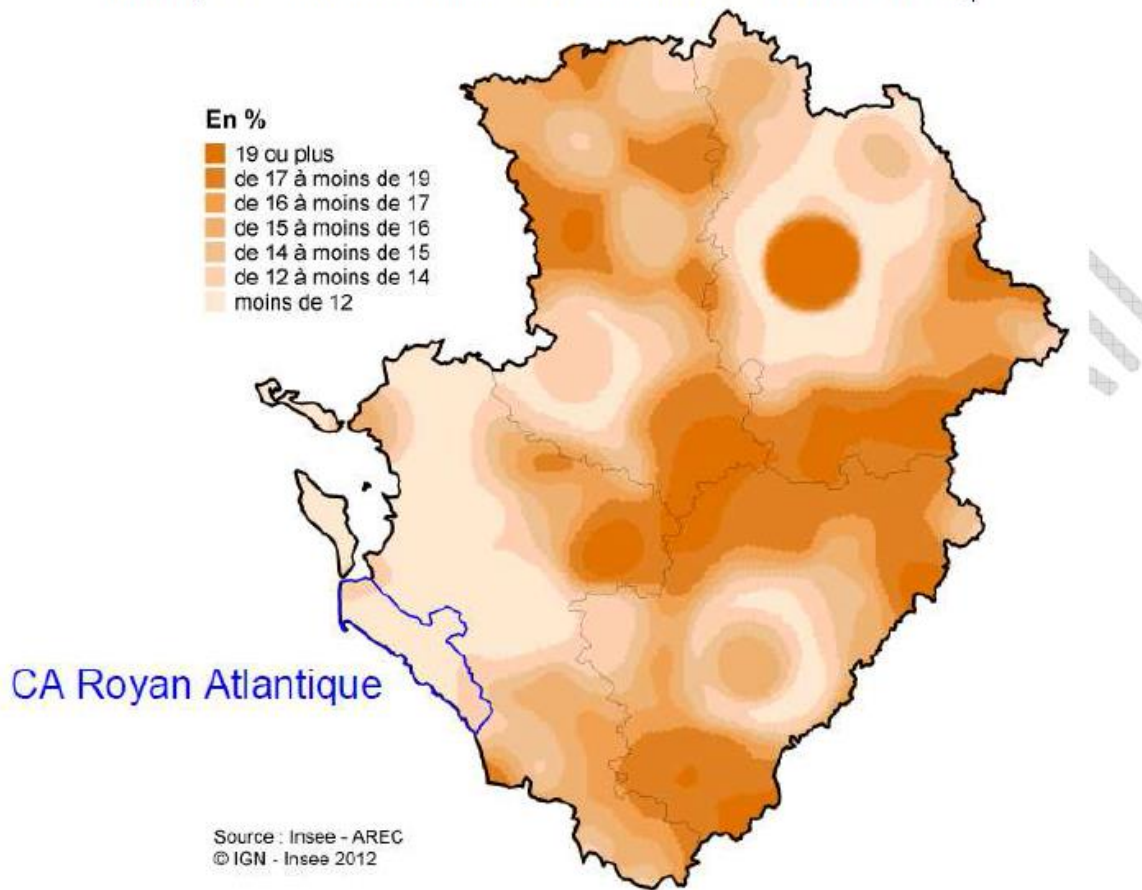 En %
19 ou plus
de 17 à moins de 19
de 16 à moins de 17
de 15 à moins de 16
de 14 à moins de 15
de 12 à moins de 14
moins de 12
CA Royan Atlantique
Source : Insee - AREC
© IGN - Insee 2012